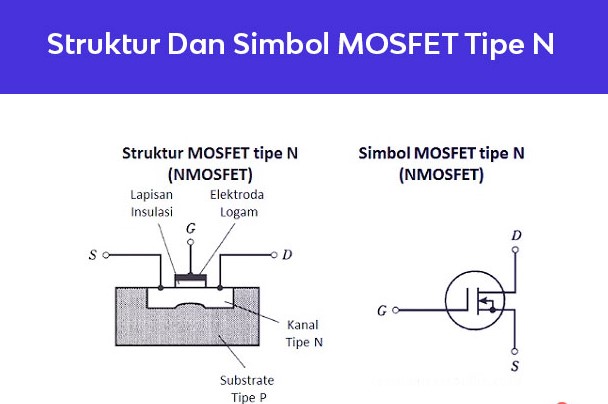 Struktur Dan Simbol MOSFET Tipe N
Struktur MOSFET tipe N
(NMOSFET)
Simbol MOSFET tipe N
(NMOSFET)
Lapisan
Insulasi
Elektroda
Logam
G
S
D
Kanal
Tipe N
Substrate
Tipe P
D
G
S